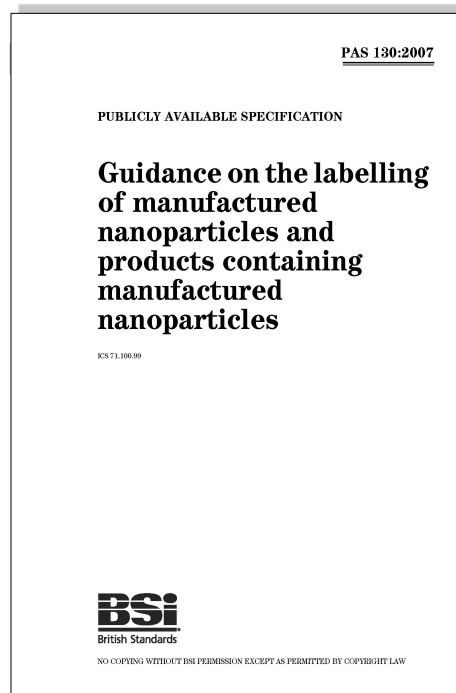 PAS 130:2007
PUBLICLY AVAILABLE SPECIFICATION
Guidance on the labelling
of manufactured
nanoparticles and
products containing
manufactured
nanoparticles
ICS 71.100.99
BSi
British Standards
NO COPYING WITHOUT BSI PERMISSION EXCEPT AS PERMITTED BY COPYRIGHT LAW